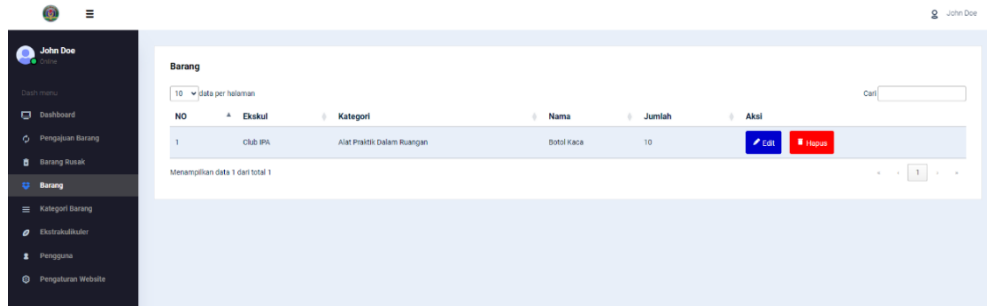 John Doe
John Doe
Online
Dash menu
Dashboard
Pengajuan Barang
Barang Rusak
Barang
Kategori Barang
Ekstrakulikuler
Pengguna
Pengaturan Website
Barang
10 data per halaman
Cari
NO Ekskul Kategori Nama Jumlah Aksi
1 Club IPA Alat Praktik Dalam Ruangan Botol Kaca 10 Edit Hapus
Menampilkan data 1 dari total 1
« ‹ 1 › »